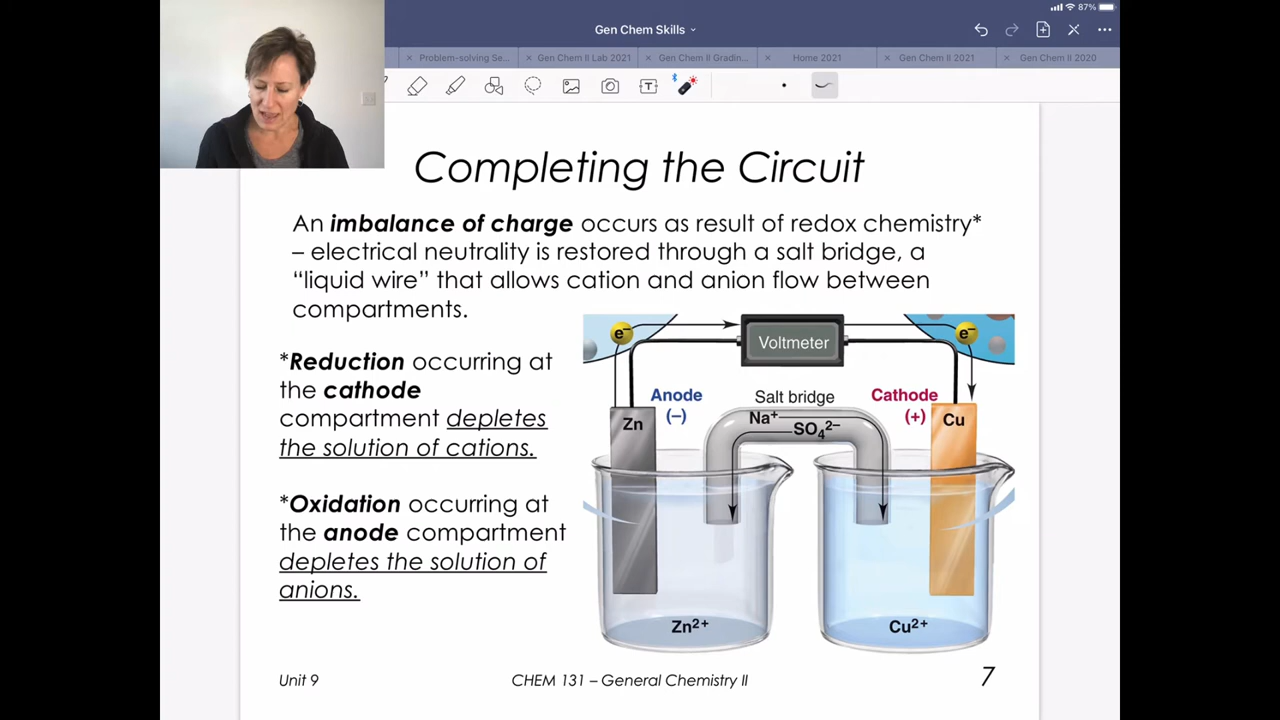 87%
Gen Chem Skills
Problem-solving Se...
Gen Chem II Lab 2021
Gen Chem II Gradin...
Home 2021
Gen Chem II 2021
Gen Chem II 2020
T
Completing the Circuit
An imbalance of charge occurs as result of redox chemistry*
– electrical neutrality is restored through a salt bridge, a
“liquid wire” that allows cation and anion flow between
compartments.
*Reduction occurring at
the cathode
compartment depletes
the solution of cations.
*Oxidation occurring at
the anode compartment
depletes the solution of
anions.
e⁻
Voltmeter
e⁻
Anode
(–)
Salt bridge
Cathode
(+)
Zn
Na⁺
SO₄²⁻
Cu
Zn²⁺
Cu²⁺
Unit 9
CHEM 131 – General Chemistry II
7